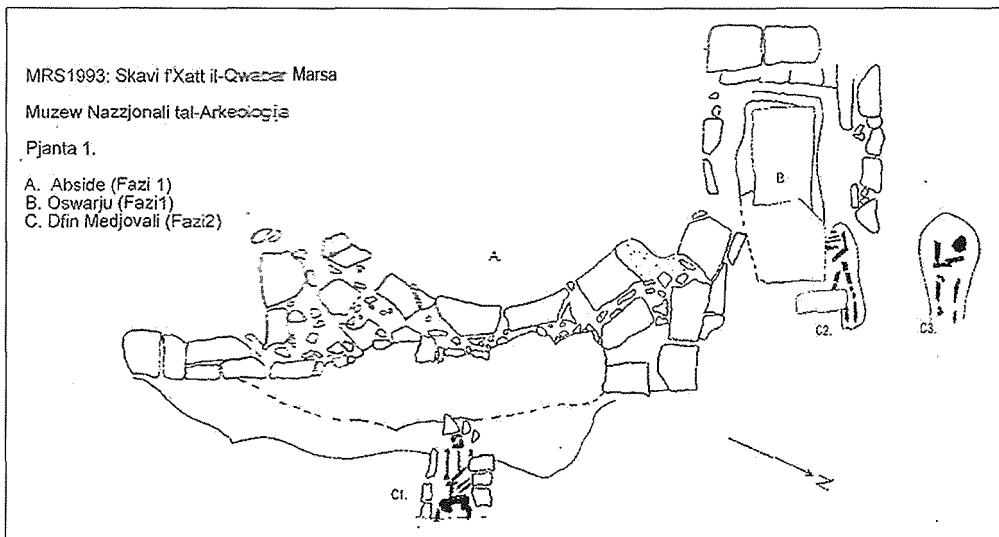 MRS1993: Skavi f'Xatt il-Qwabar Marsa
Muzew Nazzjonali tal-Arkeologija
Pjanta 1.
A. Abside (Fazi 1)
B. Oswarju (Fazi1)
C. Dfin Medjovali (Fazi2)
A
B
C2.
C3.
C1.
N